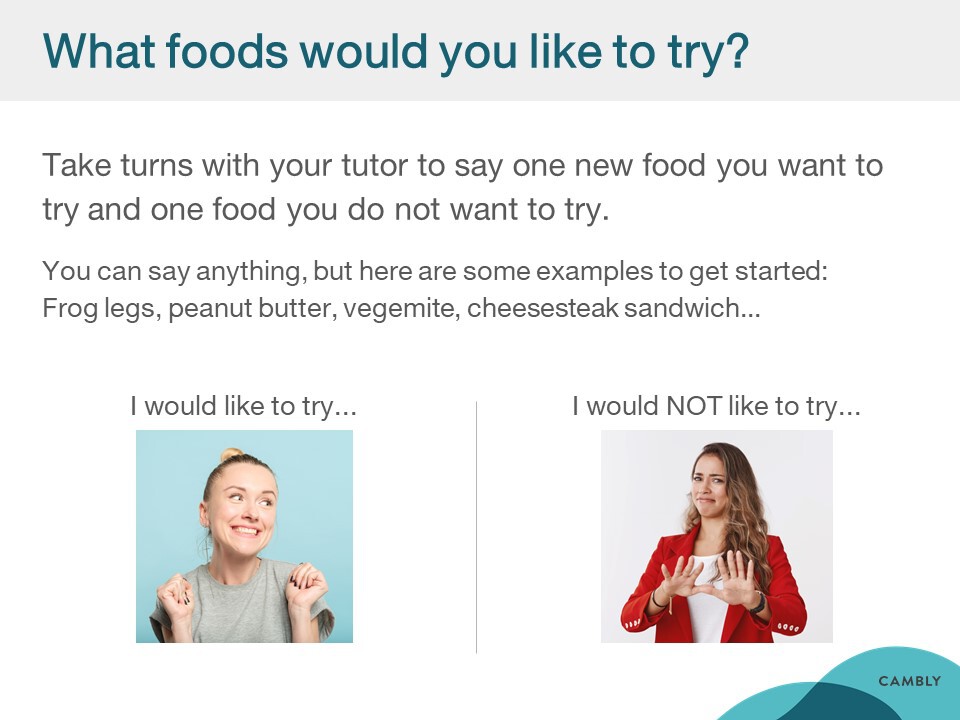 What foods would you like to try?
Take turns with your tutor to say one new food you want to
try and one food you do not want to try.
You can say anything, but here are some examples to get started:
Frog legs, peanut butter, vegemite, cheesesteak sandwich...
I would like to try...
I would NOT like to try...
CAMBLY